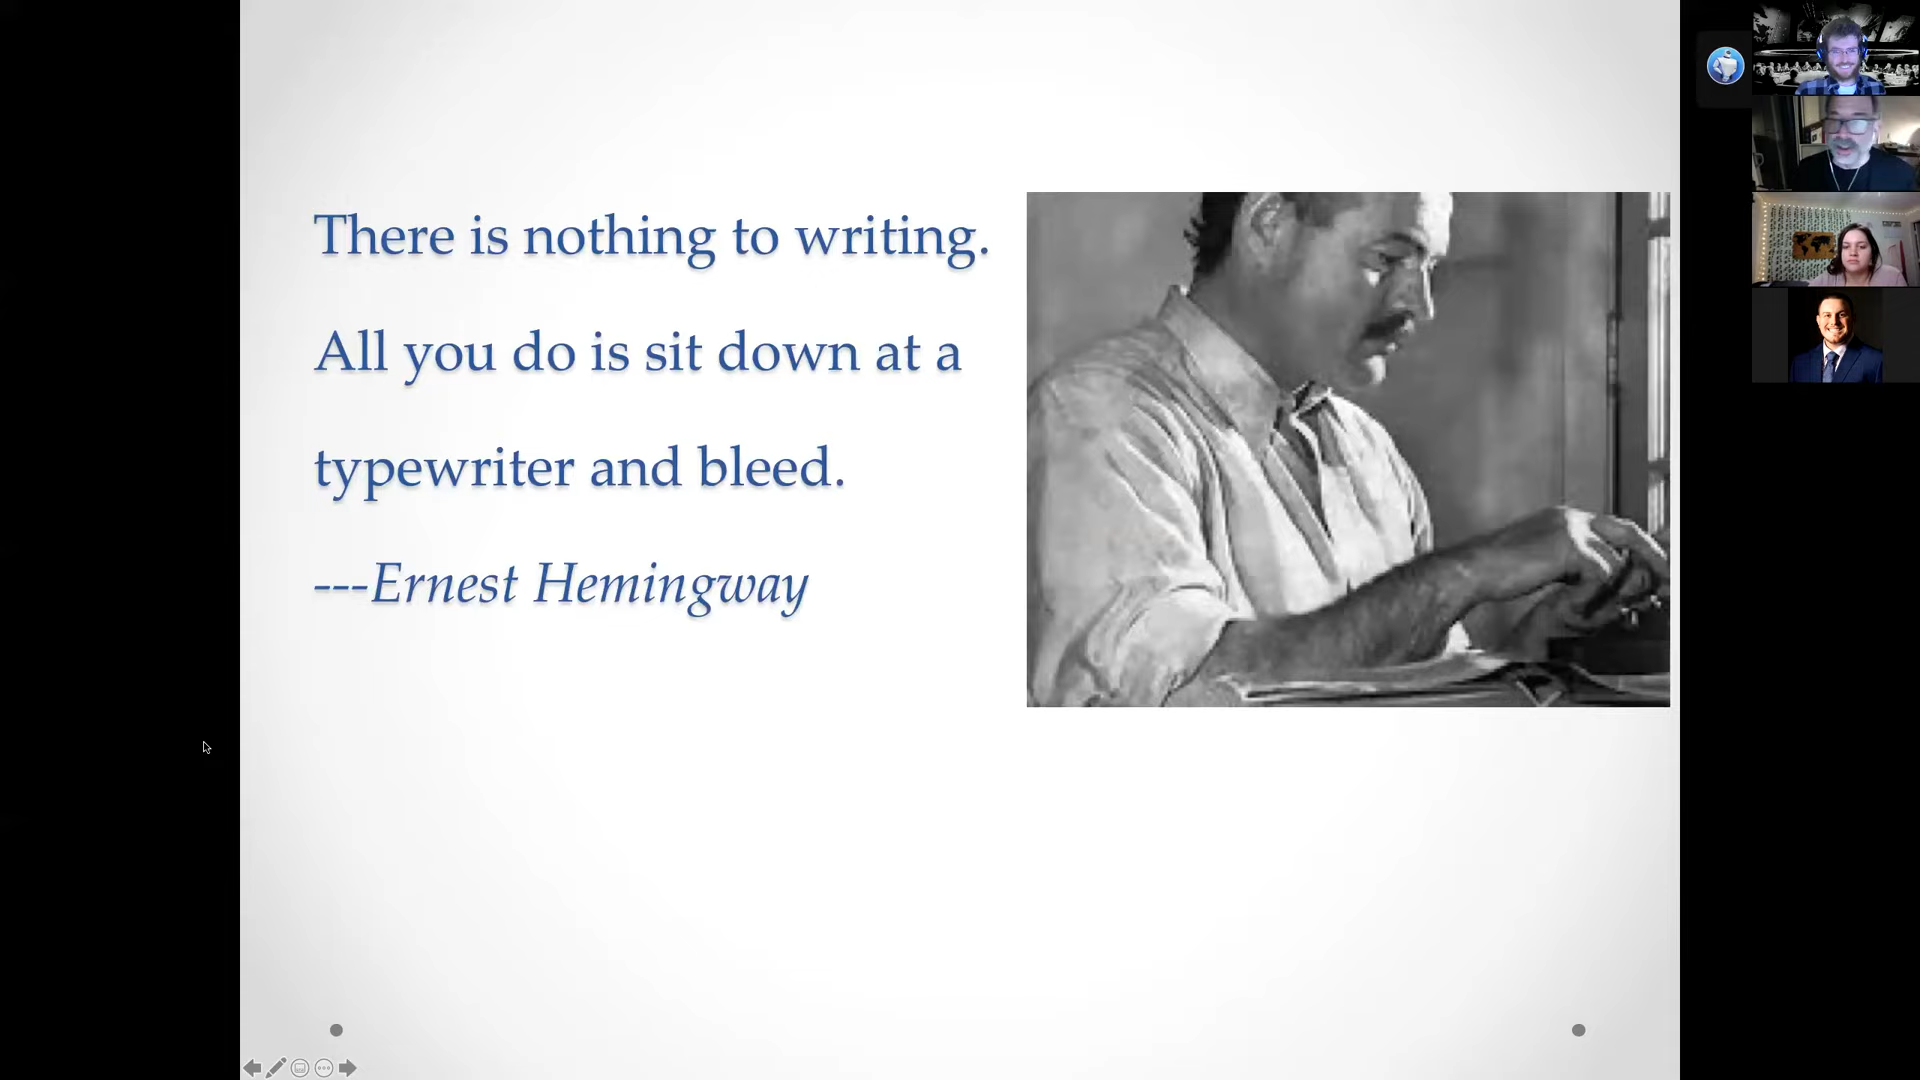 There is nothing to writing.
All you do is sit down at a
typewriter and bleed.
---Ernest Hemingway